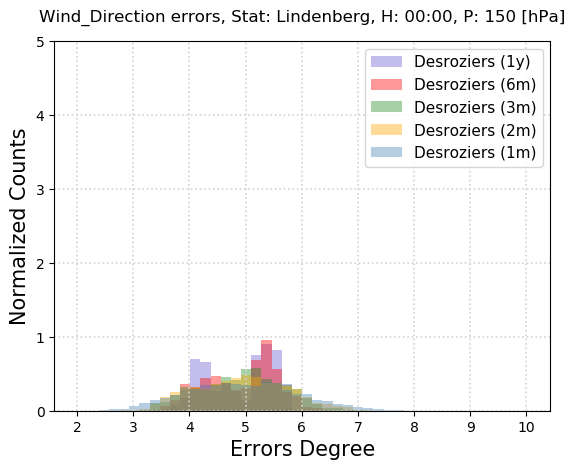 Wind_Direction errors, Stat: Lindenberg, H: 00:00, P: 150 [hPa]
5
4
3
2
1
0
Normalized Counts
Desroziers (1y)
Desroziers (6m)
Desroziers (3m)
Desroziers (2m)
Desroziers (1m)
2 3 4 5 6 7 8 9 10
Errors Degree